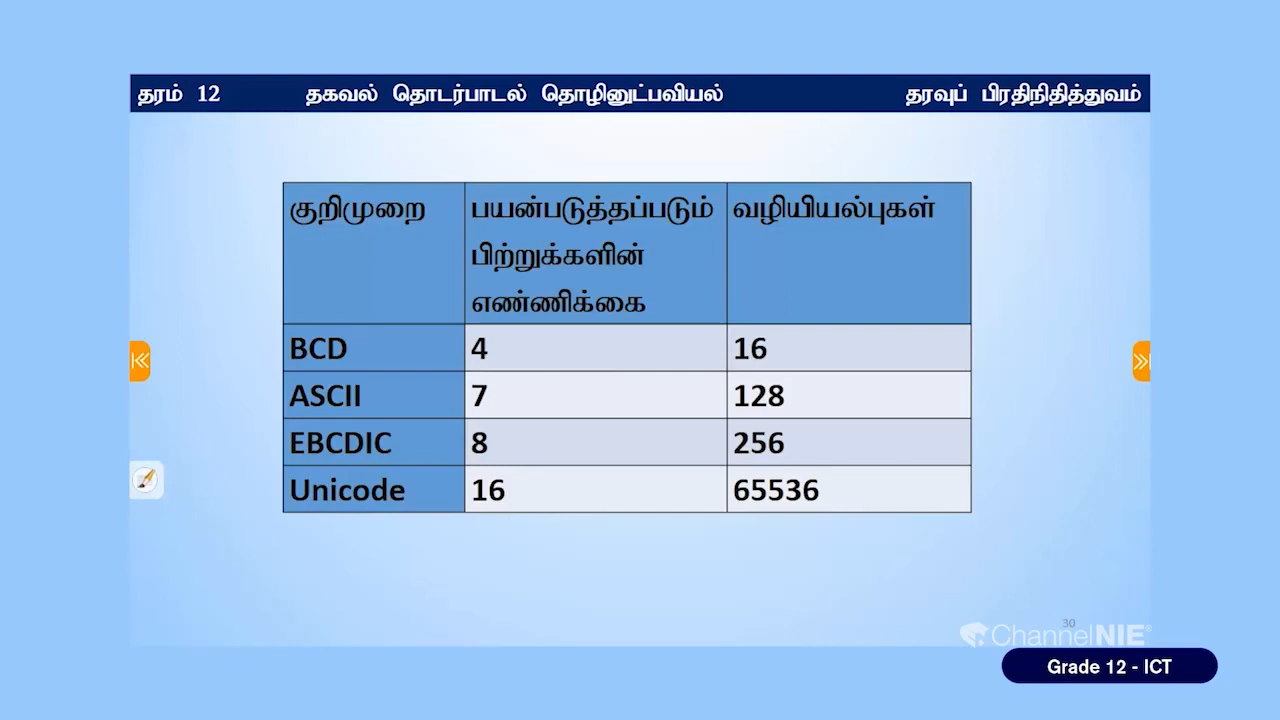 தரம் 12 தகவல் தொடர்பாடல் தொழினுட்பவியல் தரவுப் பிரதிநிதித்துவம்
குறிமுறை பயன்படுத்தப்படும் பிற்றுக்களின் எண்ணிக்கை வழியியல்புகள்
BCD 4 16
ASCII 7 128
EBCDIC 8 256
Unicode 16 65536
30
ChannelNIE
Grade 12 - ICT